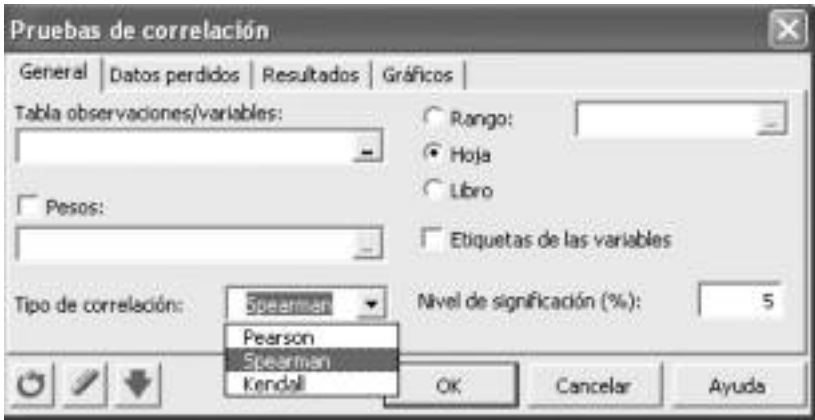 Pruebas de correlación
General Datos perdidos Resultados Gráficos
Tabla observaciones/variables:
Rango:
Hoja
Libro
Pesos:
Etiquetas de las variables
Tipo de correlación: Spearman
Nivel de significación (%): 5
Pearson
Spearman
Kendall
OK Cancelar Ayuda